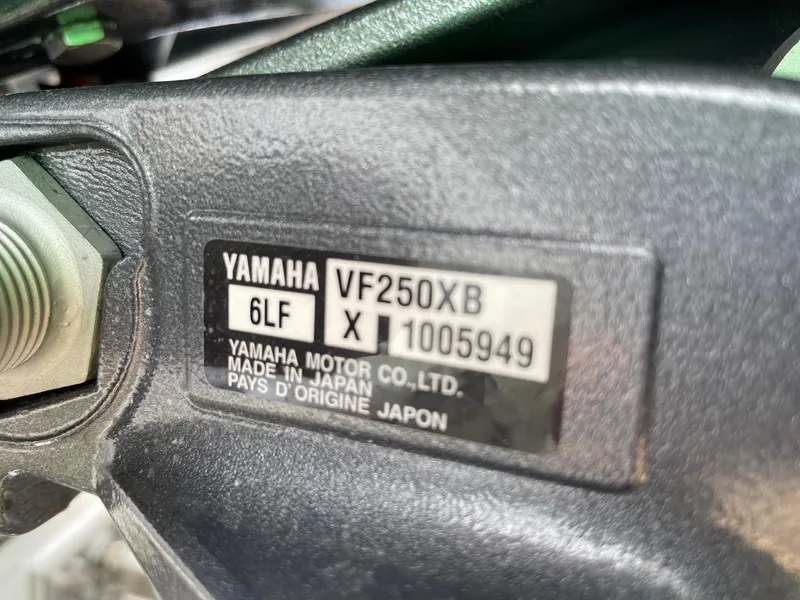 YAMAHA VF250XB
6LF X 1005949
YAMAHA MOTOR CO.,LTD.
MADE IN JAPAN
PAYS D'ORIGINE JAPON